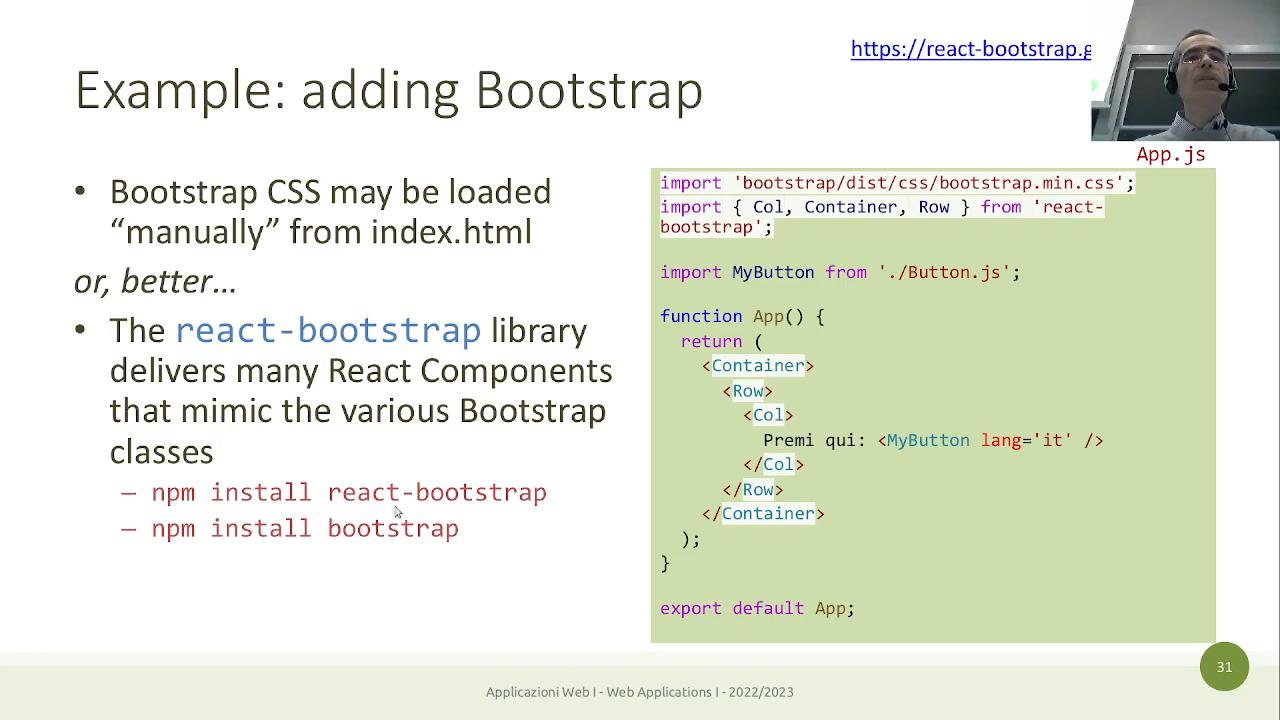 https://react-bootstrap.g
Example: adding Bootstrap
• Bootstrap CSS may be loaded
“manually” from index.html
or, better…
• The react-bootstrap library
delivers many React Components
that mimic the various Bootstrap
classes
– npm install react-bootstrap
– npm install bootstrap
App.js
import 'bootstrap/dist/css/bootstrap.min.css';
import { Col, Container, Row } from 'react-
bootstrap';
import MyButton from './Button.js';
function App() {
return (
<Container>
<Row>
<Col>
Premi qui: <MyButton lang='it' />
</Col>
</Row>
</Container>
);
}
export default App;
31
Applicazioni Web I - Web Applications I - 2022/2023